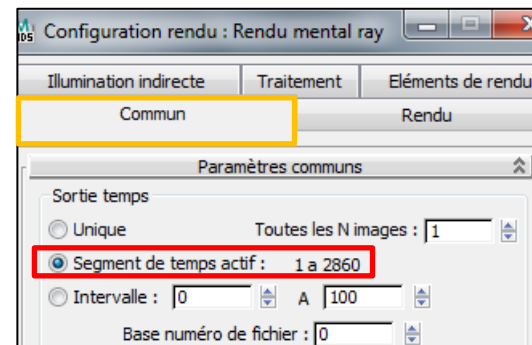 Configuration rendu : Rendu mental ray
Illumination indirecte Traitement Eléments de rendu
Commun Rendu
Paramètres communs
Sortie temps
Unique Toutes les N images : 1
Segment de temps actif : 1 a 2860
Intervalle : 0 A 100
Base numéro de fichier : 0